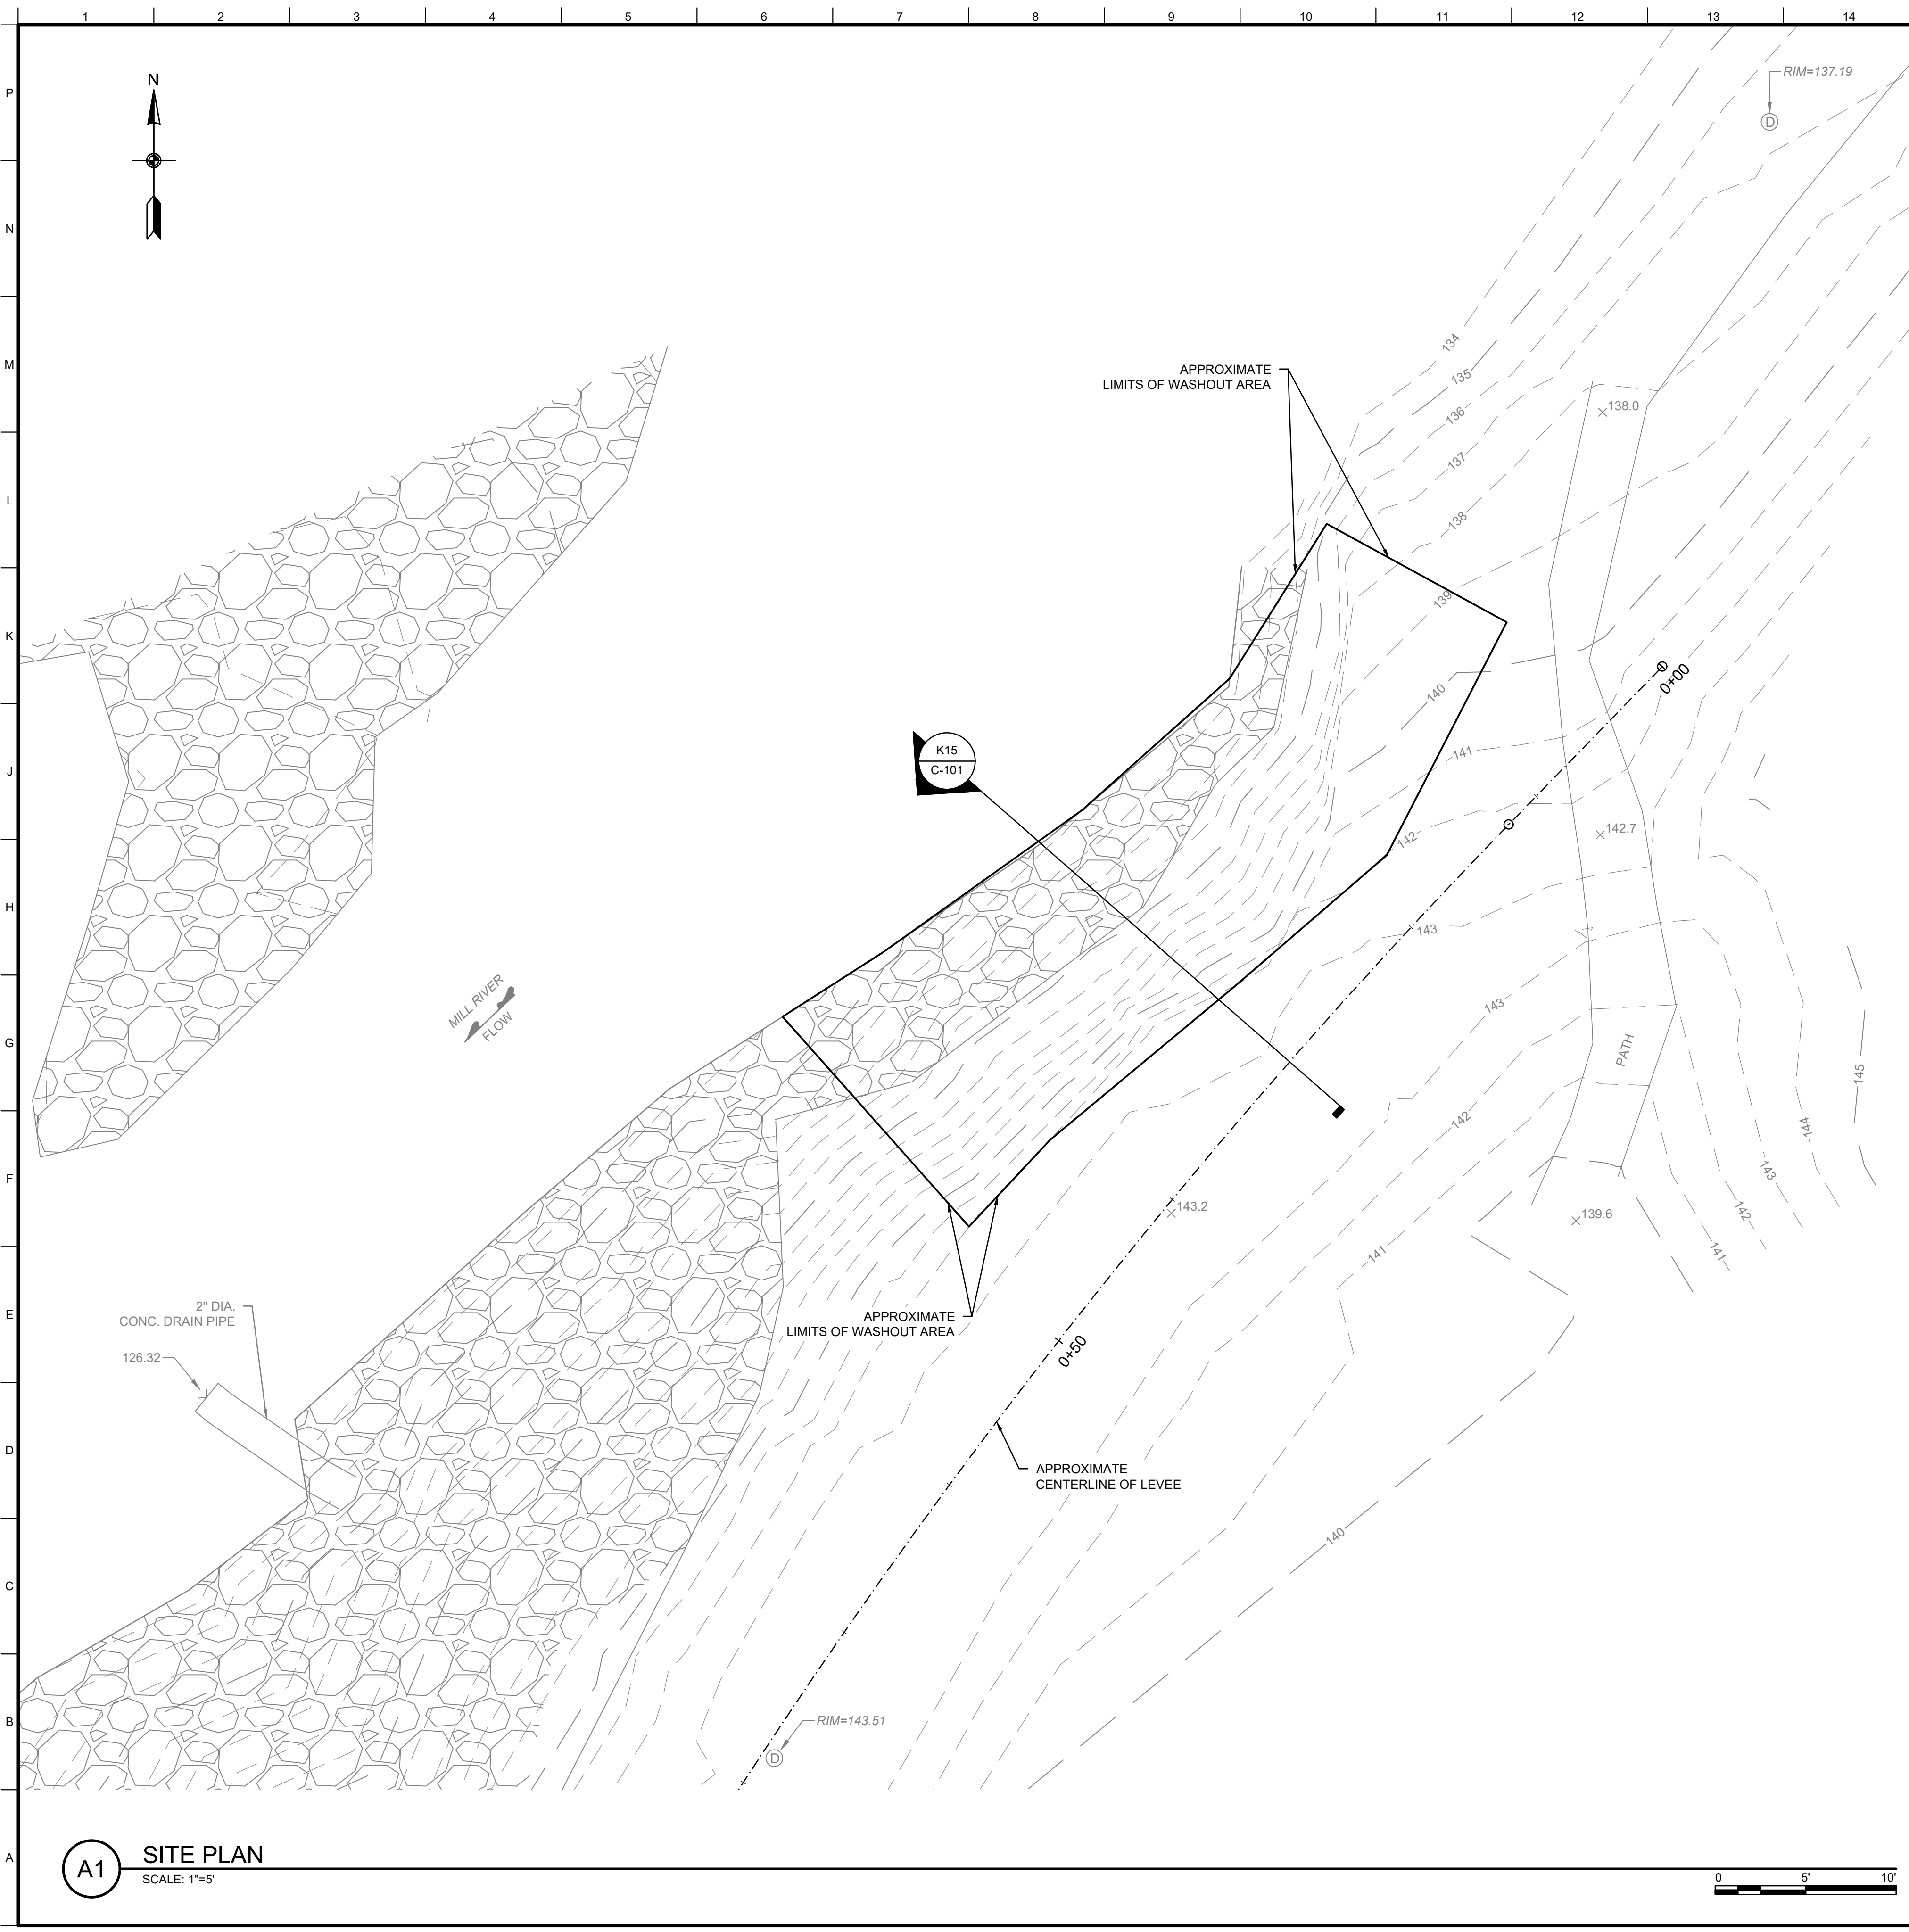 1 2 3 4 5 6 7 8 9 10 11 12 13 14
P
N
RIM=137.19
D
N
M
134
APPROXIMATE
LIMITS OF WASHOUT AREA
135
136
138.0
137
L
138
139
K
0+00
140
K15
C-101
141
J
142
142.7
H
143
MILL RIVER
FLOW
143
G
PATH
145
142
144
F
143
143.2
142
139.6
141
141
2" DIA.
CONC. DRAIN PIPE
E
APPROXIMATE
LIMITS OF WASHOUT AREA
0+50
126.32
D
APPROXIMATE
CENTERLINE OF LEVEE
140
C
B
RIM=143.51
D
A
A1
SITE PLAN
SCALE: 1"=5'
0 5' 10'